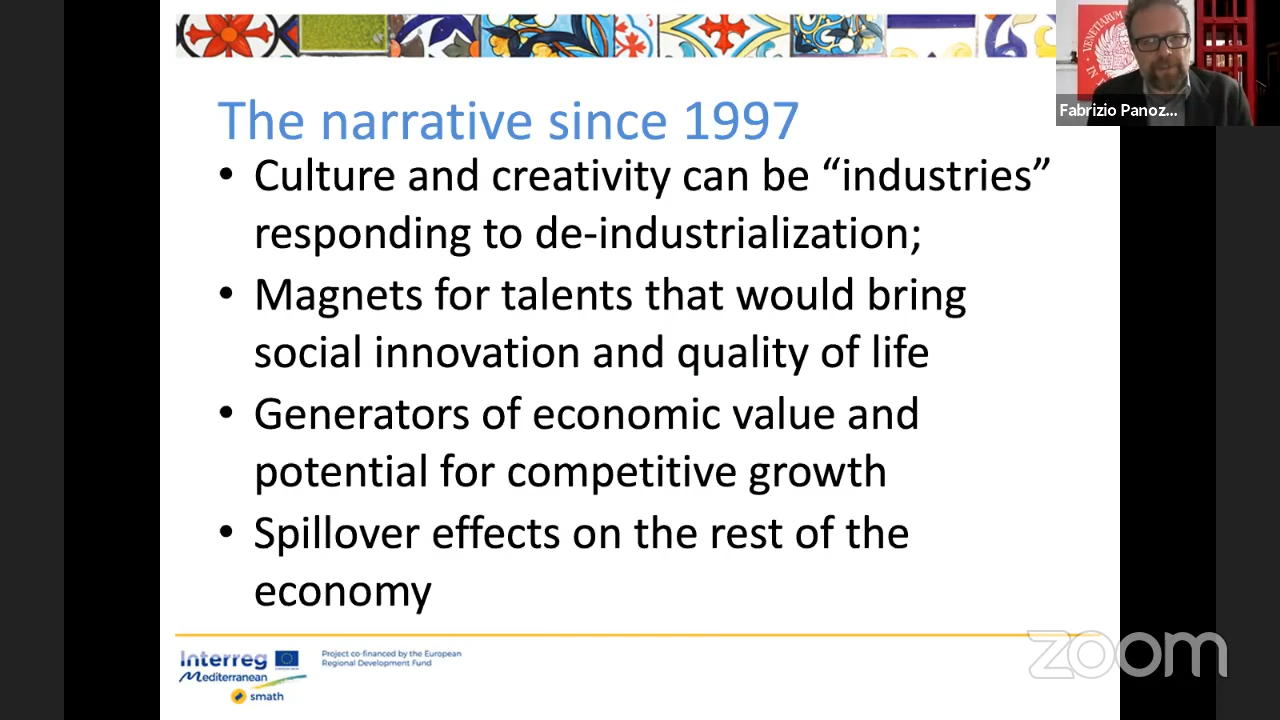 The narrative since 1997
• Culture and creativity can be “industries”
responding to de-industrialization;
• Magnets for talents that would bring
social innovation and quality of life
• Generators of economic value and
potential for competitive growth
• Spillover effects on the rest of the
economy
Interreg
Mediterranean
smath
Project co-financed by the European
Regional Development Fund
Fabrizio Panoz...
VENETIARUM
zoom